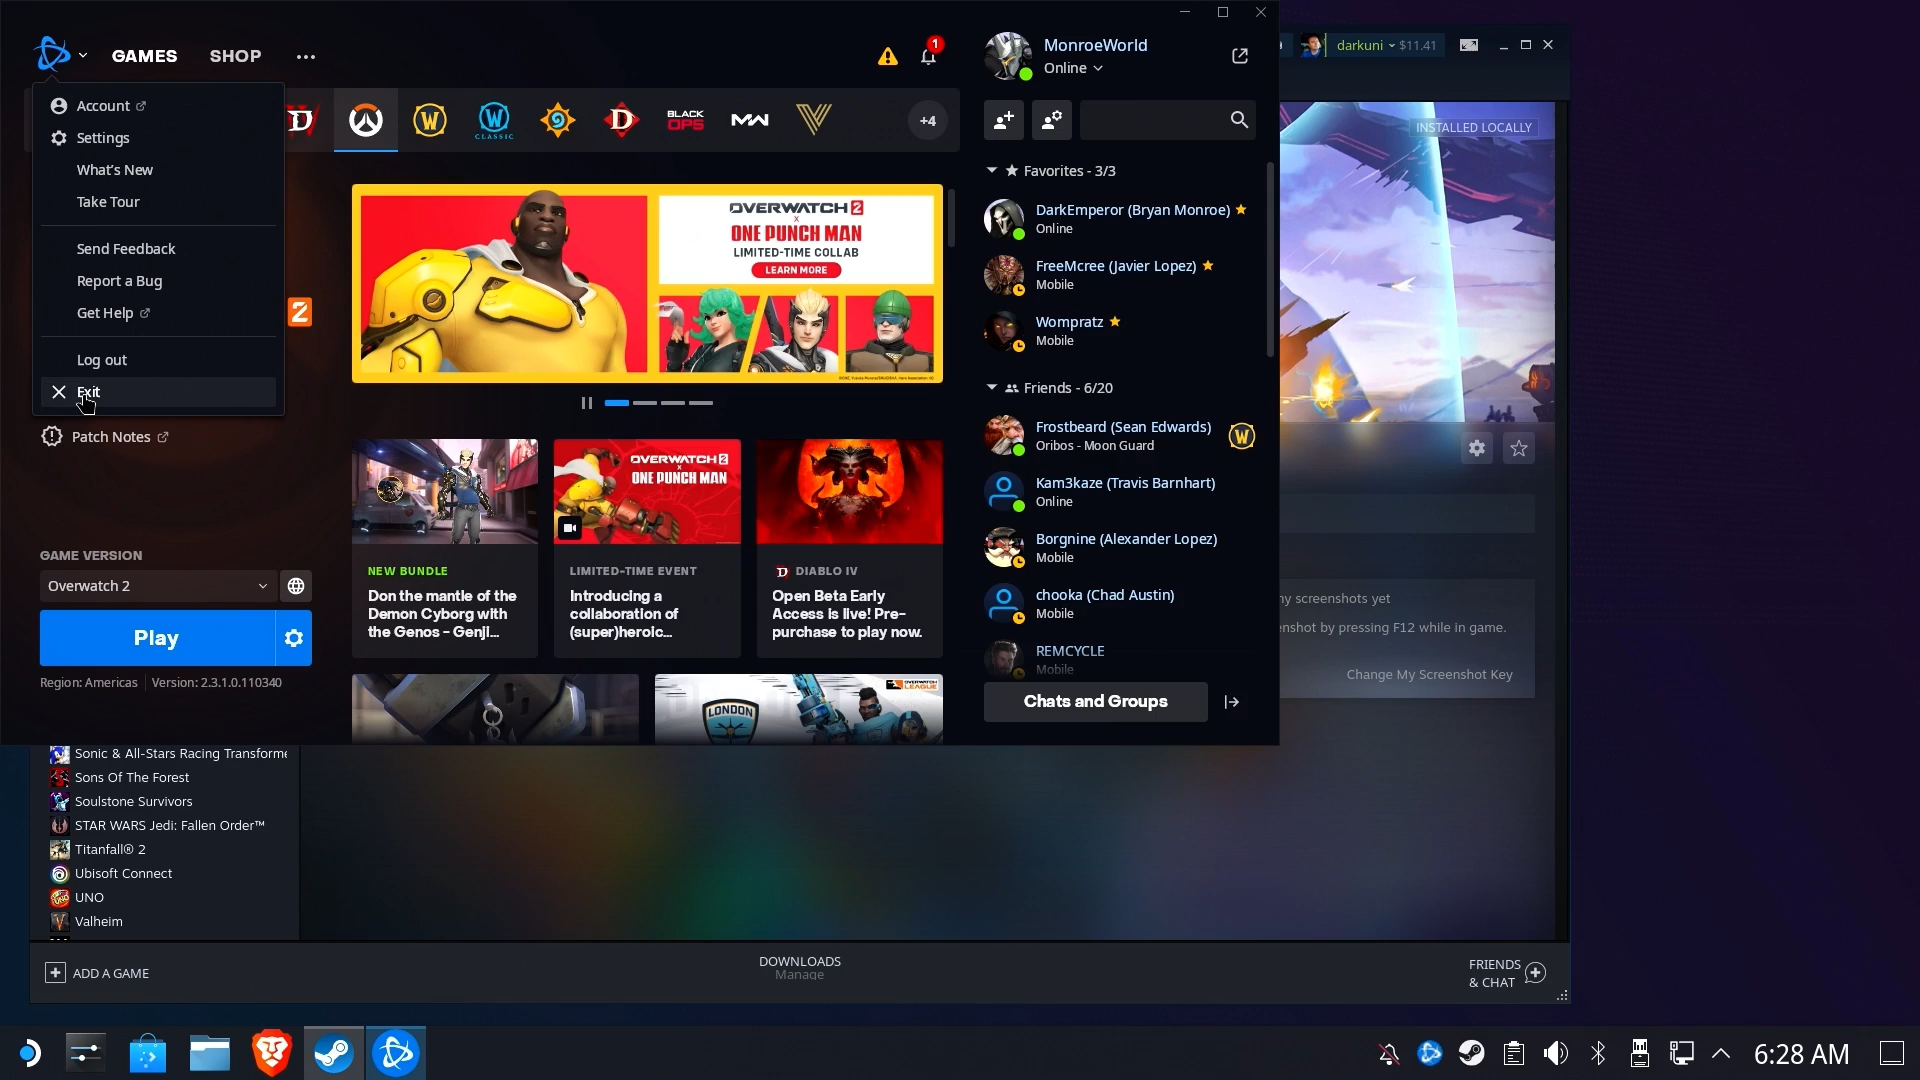 GAMES
SHOP
1
MonroeWorld
Online
darkuni
$11.41
Account
Settings
What's New
Take Tour
Send Feedback
Report a Bug
Get Help
Log out
Exit
Patch Notes
W
W
CLASSIC
D
BLACK
OPS
MW
+4
INSTALLED LOCALLY
OVERWATCH 2
X
ONE PUNCH MAN
LIMITED-TIME COLLAB
LEARN MORE
Favorites - 3/3
DarkEmperor (Bryan Monroe)
Online
FreeMcree (Javier Lopez)
Mobile
Wompratz
Mobile
Friends - 6/20
Frostbeard (Sean Edwards)
Oribos - Moon Guard
W
Kam3kaze (Travis Barnhart)
Online
Borgnine (Alexander Lopez)
Mobile
chooka (Chad Austin)
Mobile
REMCYCLE
Mobile
Chats and Groups
2
GAME VERSION
Overwatch 2
Play
Region: Americas
Version: 2.3.1.0.110340
NEW BUNDLE
Don the mantle of the
Demon Cyborg with
the Genos - Genji...
OVERWATCH 2
X
ONE PUNCH MAN
LIMITED-TIME EVENT
Introducing a
collaboration of
(super)heroic...
DIABLO IV
Open Beta Early
Access is live! Pre-
purchase to play now.
LONDON
OVERWATCH
LEAGUE
ny screenshots yet
enshot by pressing F12 while in game.
Change My Screenshot Key
Sonic & All-Stars Racing Transforme
Sons Of The Forest
Soulstone Survivors
STAR WARS Jedi: Fallen Order™
Titanfall® 2
Ubisoft Connect
UNO
Valheim
ADD A GAME
DOWNLOADS
Manage
FRIENDS
& CHAT
6:28 AM